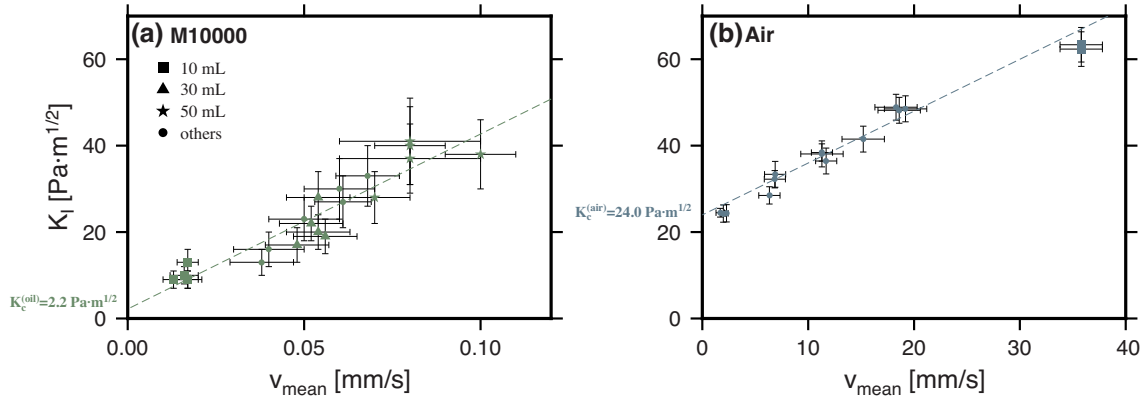 (a) M10000
10 mL
30 mL
50 mL
others
K_I [Pa·m^{1/2}]
60
40
20
0
K_c^{(oil)}=2.2 Pa·m^{1/2}
0.00
0.05
0.10
v_mean [mm/s]
(b) Air
60
40
20
0
K_c^{(air)}=24.0 Pa·m^{1/2}
0
10
20
30
40
v_mean [mm/s]